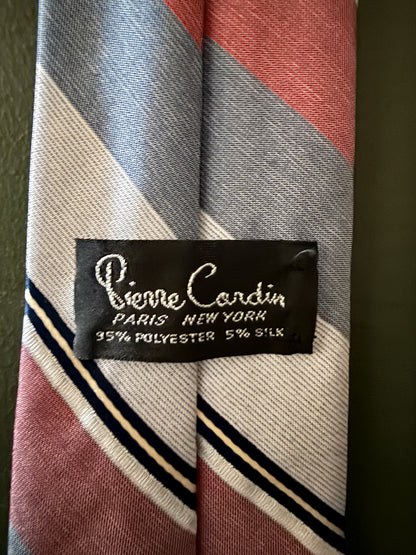 Pierre Cardin
PARIS NEW YORK
95% POLYESTER 5% SILK